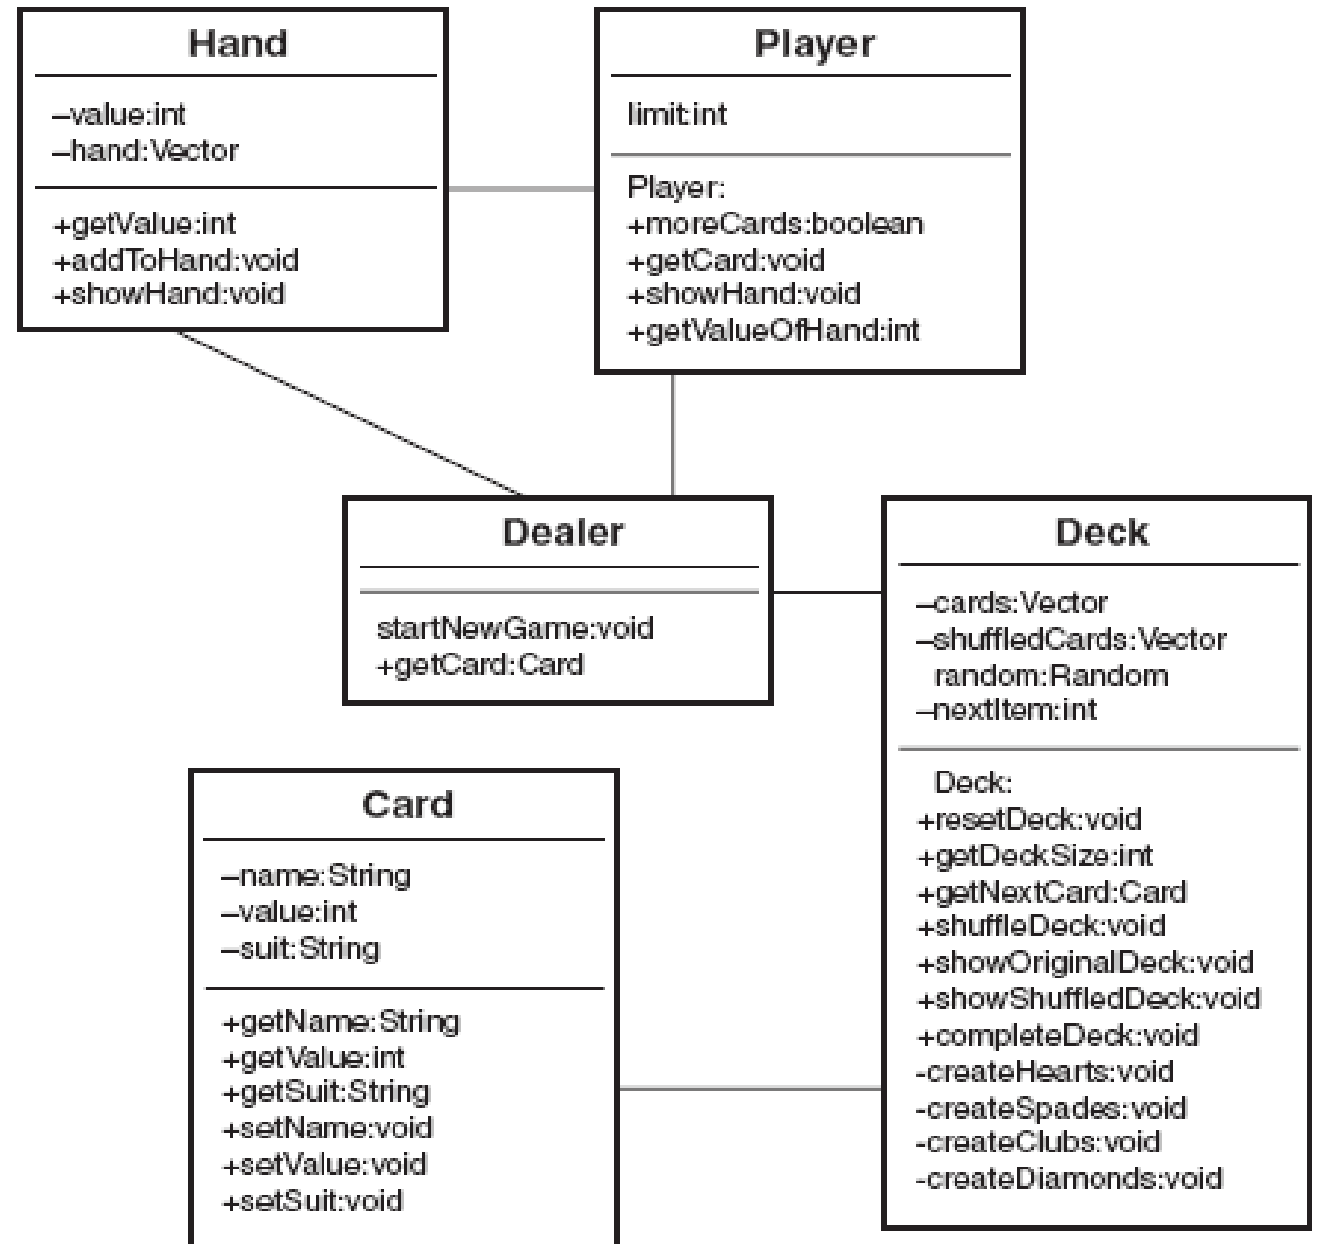 Hand
–value:int
–hand:Vector
+getValue:int
+addToHand:void
+showHand:void
Player
limit:int
Player:
+moreCards:boolean
+getCard:void
+showHand:void
+getValueOfHand:int
Dealer
startNewGame:void
+getCard:Card
Deck
–cards:Vector
–shuffledCards:Vector
random:Random
–nextItem:int
Deck:
+resetDeck:void
+getDeckSize:int
+getNextCard:Card
+shuffleDeck:void
+showOriginalDeck:void
+showShuffledDeck:void
+completeDeck:void
-createHearts:void
-createSpades:void
-createClubs:void
-createDiamonds:void
Card
–name:String
–value:int
–suit:String
+getName:String
+getValue:int
+getSuit:String
+setName:void
+setValue:void
+setSuit:void